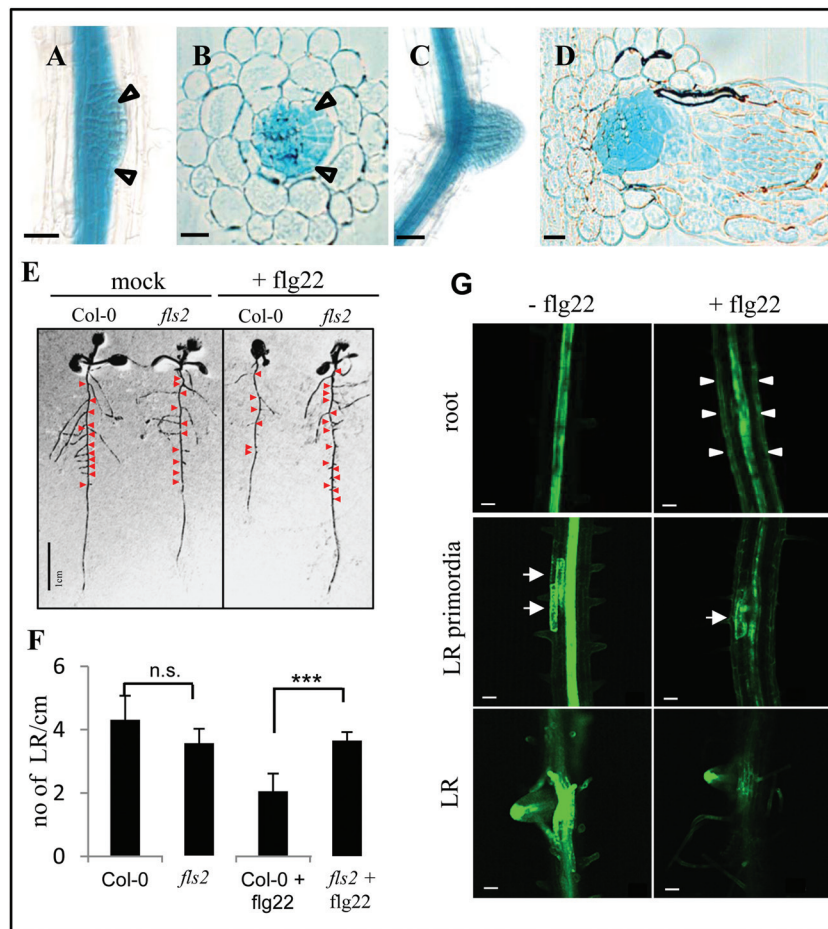 A
B
C
D
E
mock
+ flg22
Col-0
fls2
Col-0
fls2
1cm
F
6
4
2
0
no of LR/cm
n.s.
***
Col-0
fls2
Col-0 +
flg22
fls2 +
flg22
G
- flg22
+ flg22
root
LR primordia
LR